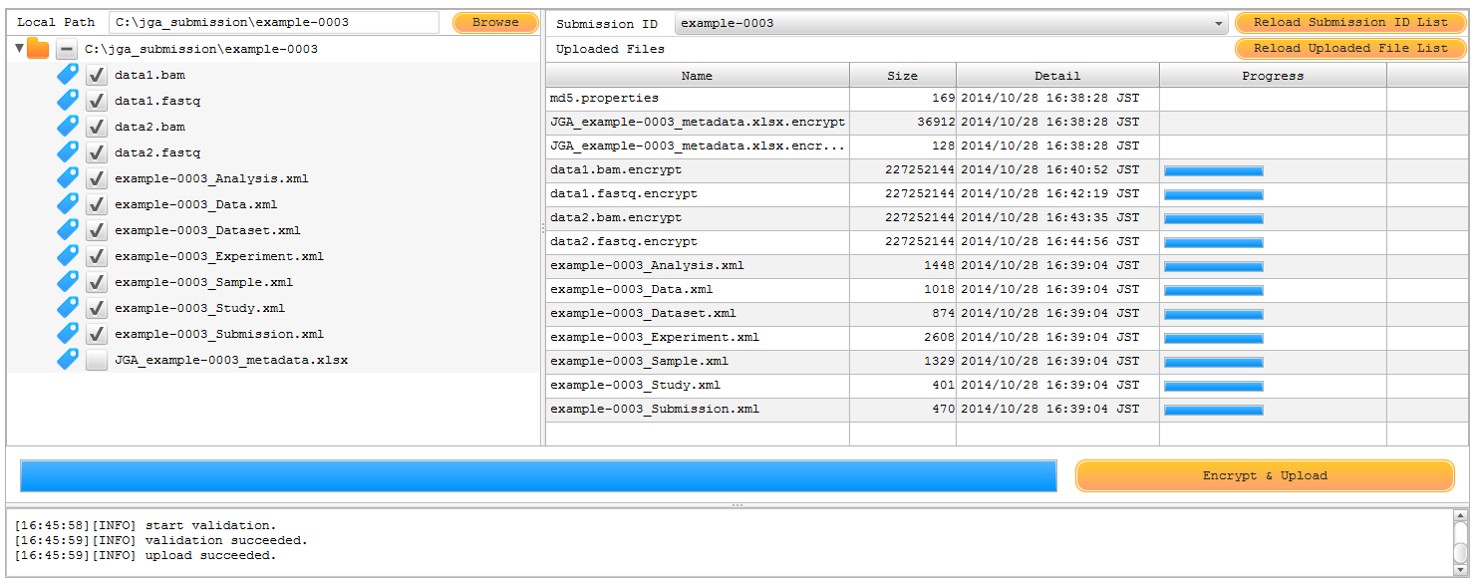 Local Path C:\jga_submission\example-0003 Browse
C:\jga_submission\example-0003
data1.bam
data1.fastq
data2.bam
data2.fastq
example-0003_Analysis.xml
example-0003_Data.xml
example-0003_Dataset.xml
example-0003_Experiment.xml
example-0003_Sample.xml
example-0003_Study.xml
example-0003_Submission.xml
JGA_example-0003_metadata.xlsx
Submission ID example-0003 Reload Submission ID List
Uploaded Files Reload Uploaded File List
Name Size Detail Progress
md5.properties 169 2014/10/28 16:38:28 JST
JGA_example-0003_metadata.xlsx.encrypt 36912 2014/10/28 16:38:28 JST
JGA_example-0003_metadata.xlsx.encr... 128 2014/10/28 16:38:28 JST
data1.bam.encrypt 227252144 2014/10/28 16:40:52 JST
data1.fastq.encrypt 227252144 2014/10/28 16:42:19 JST
data2.bam.encrypt 227252144 2014/10/28 16:43:35 JST
data2.fastq.encrypt 227252144 2014/10/28 16:44:56 JST
example-0003_Analysis.xml 1448 2014/10/28 16:39:04 JST
example-0003_Data.xml 1018 2014/10/28 16:39:04 JST
example-0003_Dataset.xml 874 2014/10/28 16:39:04 JST
example-0003_Experiment.xml 2608 2014/10/28 16:39:04 JST
example-0003_Sample.xml 1329 2014/10/28 16:39:04 JST
example-0003_Study.xml 401 2014/10/28 16:39:04 JST
example-0003_Submission.xml 470 2014/10/28 16:39:04 JST
Encrypt & Upload
[16:45:58][INFO] start validation.
[16:45:59][INFO] validation succeeded.
[16:45:59][INFO] upload succeeded.